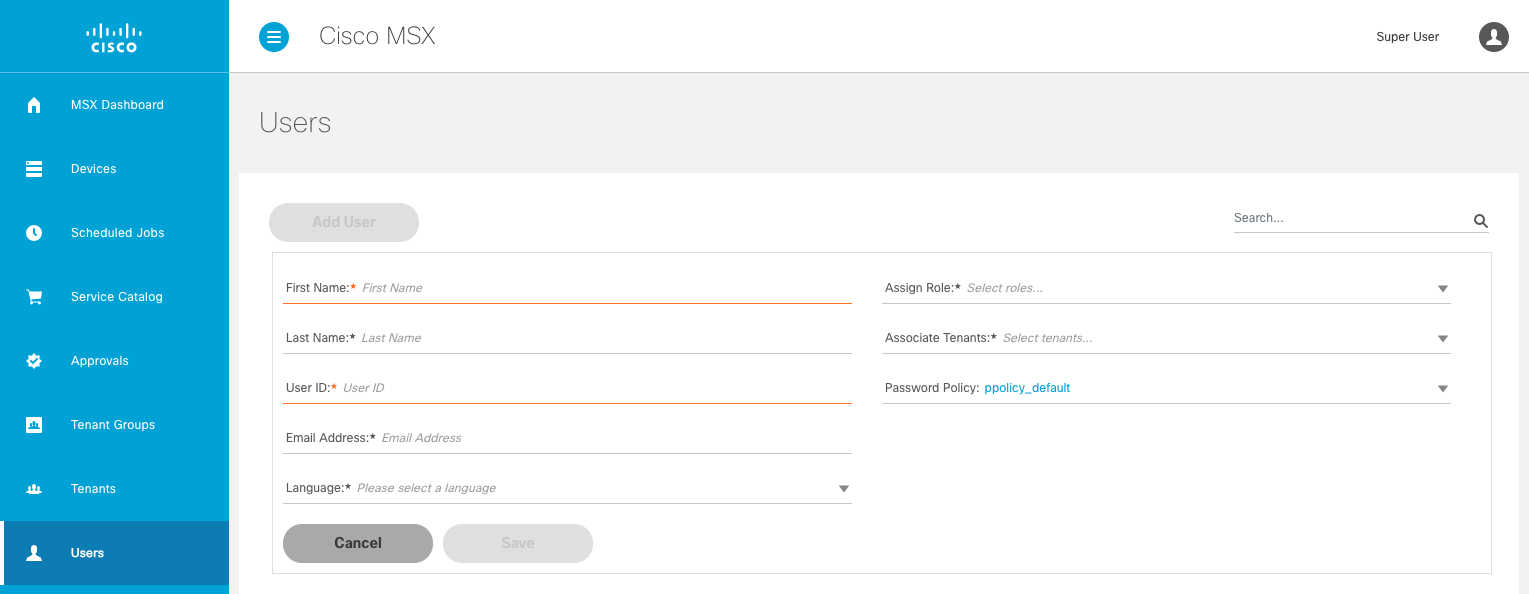 CISCO
Cisco MSX
Super User
MSX Dashboard
Devices
Scheduled Jobs
Service Catalog
Approvals
Tenant Groups
Tenants
Users
Users
Add User
Search...
First Name:* First Name
Last Name:* Last Name
User ID:* User ID
Email Address:* Email Address
Language:* Please select a language
Assign Role:* Select roles...
Associate Tenants:* Select tenants...
Password Policy: ppolicy_default
Cancel
Save